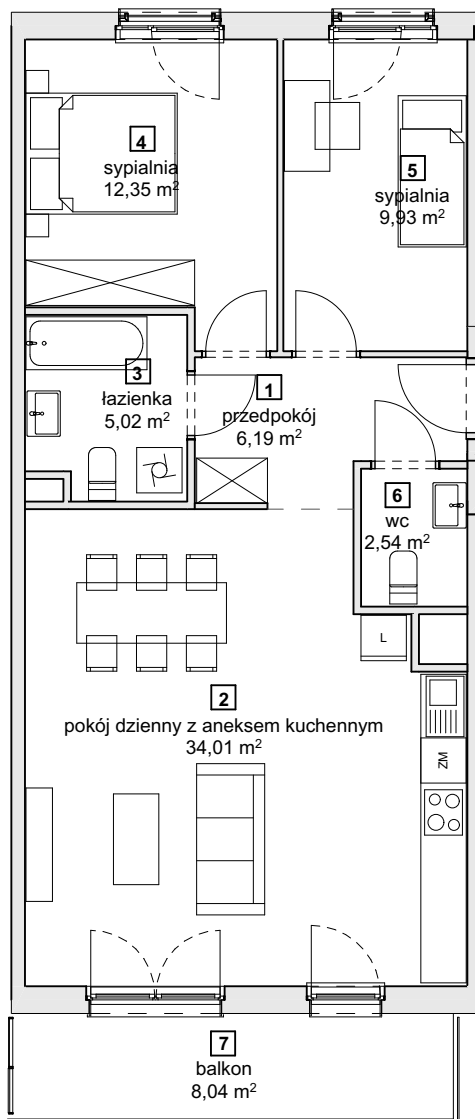 4
sypialnia
12,35 m²
5
sypialnia
9,93 m²
3
łazienka
5,02 m²
1
przedpokój
6,19 m²
6
wc
2,54 m²
L
2
pokój dzienny z aneksem kuchennym
34,01 m²
ZM
7
balkon
8,04 m²